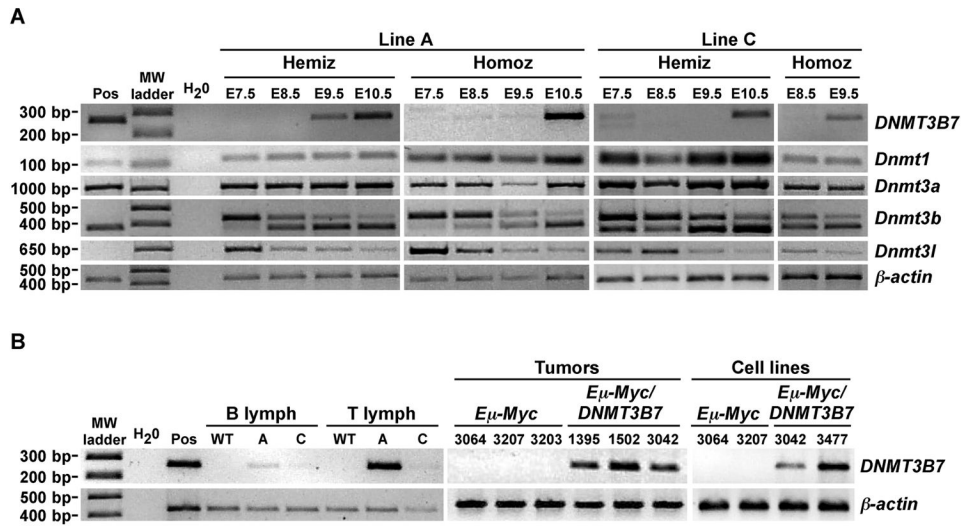 A
Line A Line C
Hemiz Homoz Hemiz Homoz
Pos MW ladder H20 E7.5 E8.5 E9.5 E10.5 E7.5 E8.5 E9.5 E10.5 E7.5 E8.5 E9.5 E10.5 E8.5 E9.5
300 bp DNMT3B7
200 bp
100 bp Dnmt1
1000 bp Dnmt3a
500 bp Dnmt3b
400 bp
650 bp Dnmt3l
500 bp β-actin
400 bp
B
Tumors Cell lines
B lymph T lymph Eμ-Myc Eμ-Myc/DNMT3B7 Eμ-Myc Eμ-Myc/DNMT3B7
MW ladder H20 Pos WT A C WT A C 3064 3207 3203 1395 1502 3042 3064 3207 3042 3477
300 bp DNMT3B7
200 bp
500 bp β-actin
400 bp